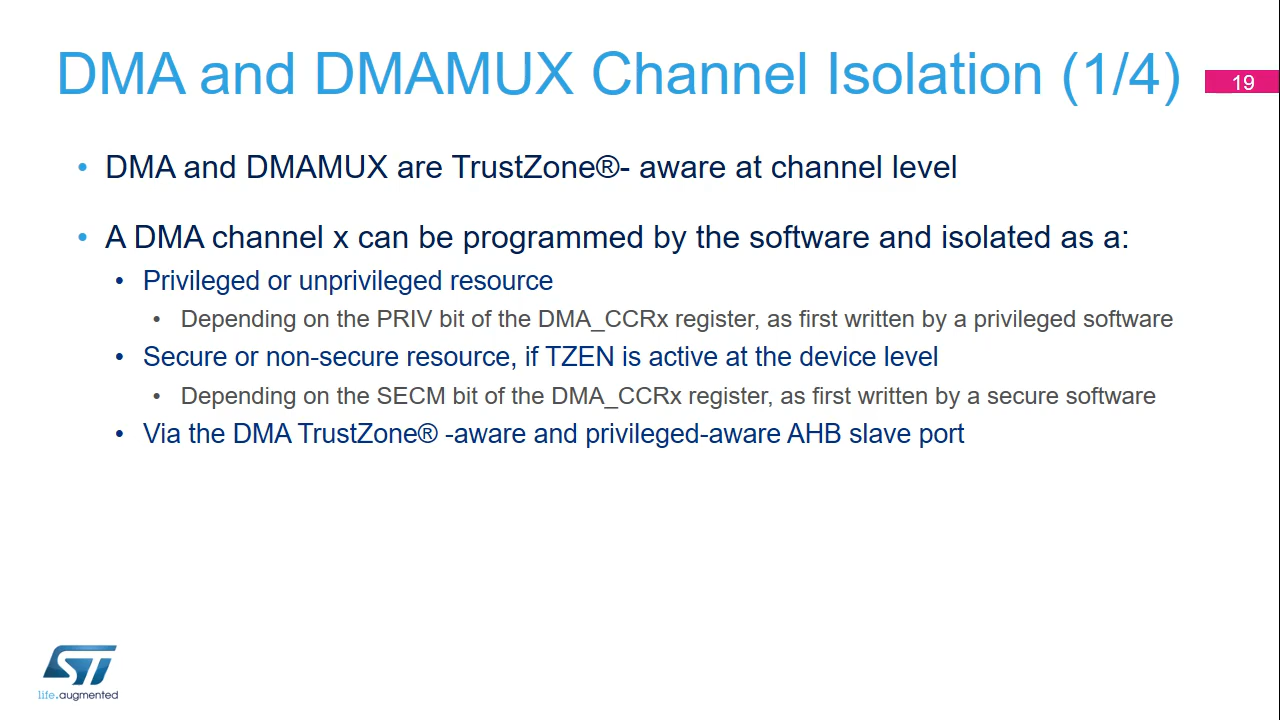 DMA and DMAMUX Channel Isolation (1/4)
19
• DMA and DMAMUX are TrustZone®- aware at channel level
• A DMA channel x can be programmed by the software and isolated as a:
• Privileged or unprivileged resource
• Depending on the PRIV bit of the DMA_CCRx register, as first written by a privileged software
• Secure or non-secure resource, if TZEN is active at the device level
• Depending on the SECM bit of the DMA_CCRx register, as first written by a secure software
• Via the DMA TrustZone® -aware and privileged-aware AHB slave port
ST
life.augmented